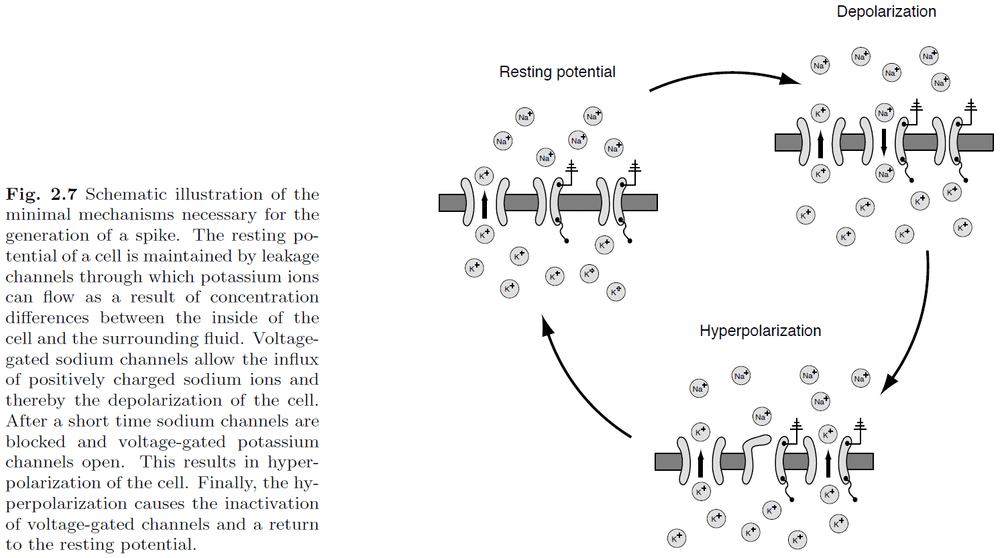 Fig. 2.7 Schematic illustration of the
minimal mechanisms necessary for the
generation of a spike. The resting po-
tential of a cell is maintained by leakage
channels through which potassium ions
can flow as a result of concentration
differences between the inside of the
cell and the surrounding fluid. Voltage-
gated sodium channels allow the influx
of positively charged sodium ions and
thereby the depolarization of the cell.
After a short time sodium channels are
blocked and voltage-gated potassium
channels open. This results in hyper-
polarization of the cell. Finally, the hy-
perpolarization causes the inactivation
of voltage-gated channels and a return
to the resting potential.
Resting potential
Na+
Na+
Na+
Na+
Na+
Na+
K+
K+
K+
K+
K+
K+
K+
K+
K+
Depolarization
Na+
Na+
Na+
Na+
Na+
K+
Na+
K+
Na+
K+
K+
K+
K+
K+
K+
K+
Hyperpolarization
Na+
Na+
Na+
Na+
Na+
Na+
K+
K+
K+
K+
K+
K+
K+
K+
K+
K+